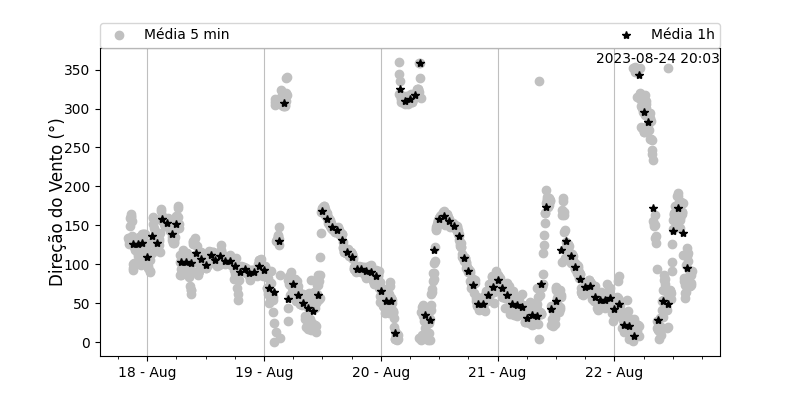 Média 5 min
Média 1h
2023-08-24 20:03
Direção do Vento (°)
350
300
250
200
150
100
50
0
18 - Aug
19 - Aug
20 - Aug
21 - Aug
22 - Aug